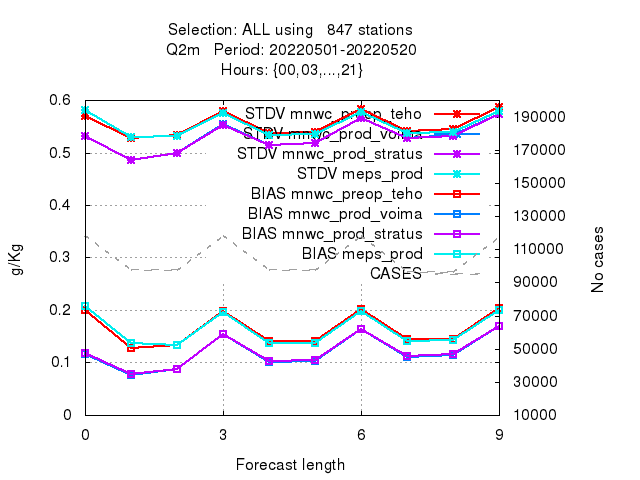 Selection: ALL using   847 stations
Q2m   Period: 20220501-20220520
Hours: {00,03,...,21}
0.6
0.5
0.4
0.3
0.2
0.1
0
g/Kg
190000
170000
150000
130000
110000
90000
70000
50000
30000
10000
No cases
STDV mnwc_preop_teho
STDV mnwc_prod_voima
STDV mnwc_prod_stratus
STDV meps_prod
BIAS mnwc_preop_teho
BIAS mnwc_prod_voima
BIAS mnwc_prod_stratus
BIAS meps_prod
CASES
0 3 6 9
Forecast length